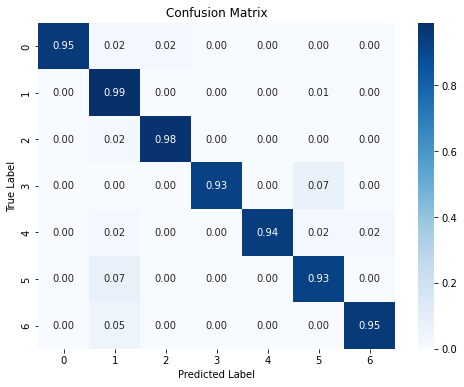 Confusion Matrix
0 0.95 0.02 0.02 0.00 0.00 0.00 0.00
1 0.00 0.99 0.00 0.00 0.00 0.01 0.00
2 0.00 0.02 0.98 0.00 0.00 0.00 0.00
3 0.00 0.00 0.00 0.93 0.00 0.07 0.00
4 0.00 0.02 0.00 0.00 0.94 0.02 0.02
5 0.00 0.07 0.00 0.00 0.00 0.93 0.00
6 0.00 0.05 0.00 0.00 0.00 0.00 0.95
0 1 2 3 4 5 6
Predicted Label
True Label
0.8
0.6
0.4
0.2
0.0